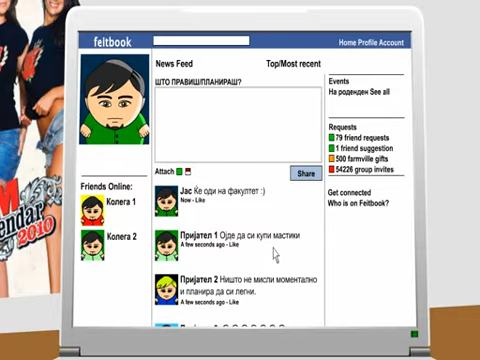 feltbook
Home Profile Account
News Feed
Top/Most recent
ШТО ПРАВИШ/ПЛАНИРАШ?
Events
На роденден See all
Requests
79 friend requests
1 friend suggestion
500 farmville gifts
54226 group invites
Attach
Share
Friends Online:
Колега 1
Колега 2
Get connected
Who is on Feltbook?
Јас Ќе оди на факултет :)
Now - Like
Пријател 1 Ојде да си купи мастики
A few seconds ago - Like
Пријател 2 Ништо не мисли моментално
и планира да си легни.
A few seconds ago - Like
endar
2010